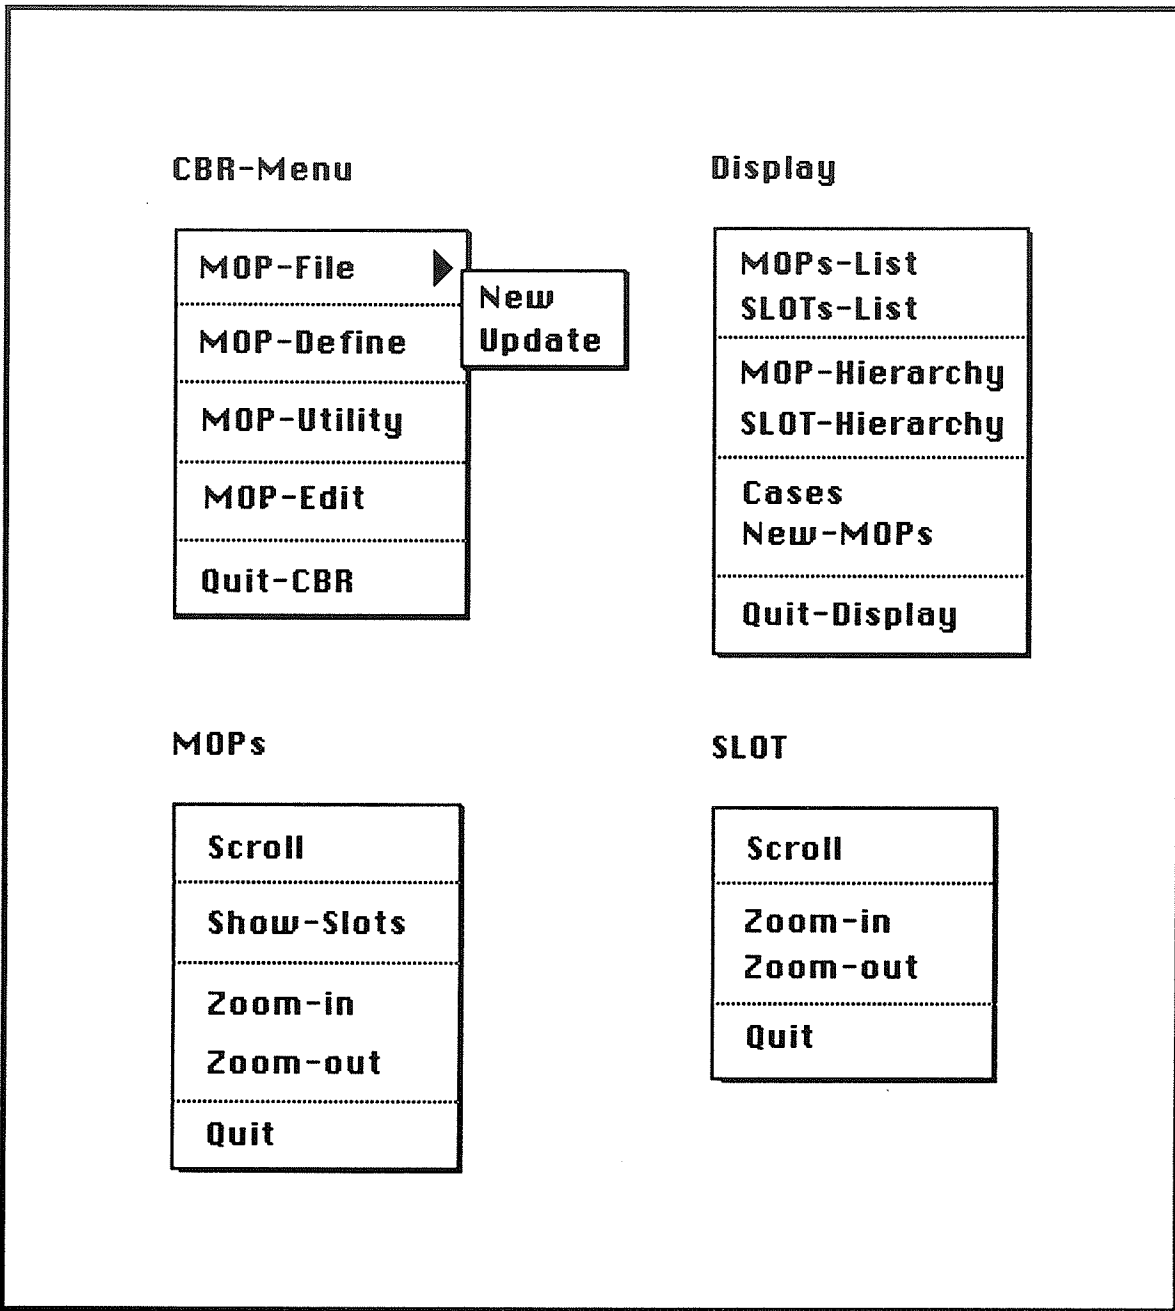 CBR-Menu
MOP-File
New
Update
MOP-Define
MOP-Utility
MOP-Edit
Quit-CBR
Display
MOPs-List
SLOTs-List
MOP-Hierarchy
SLOT-Hierarchy
Cases
New-MOPs
Quit-Display
MOPs
Scroll
Show-Slots
Zoom-in
Zoom-out
Quit
SLOT
Scroll
Zoom-in
Zoom-out
Quit